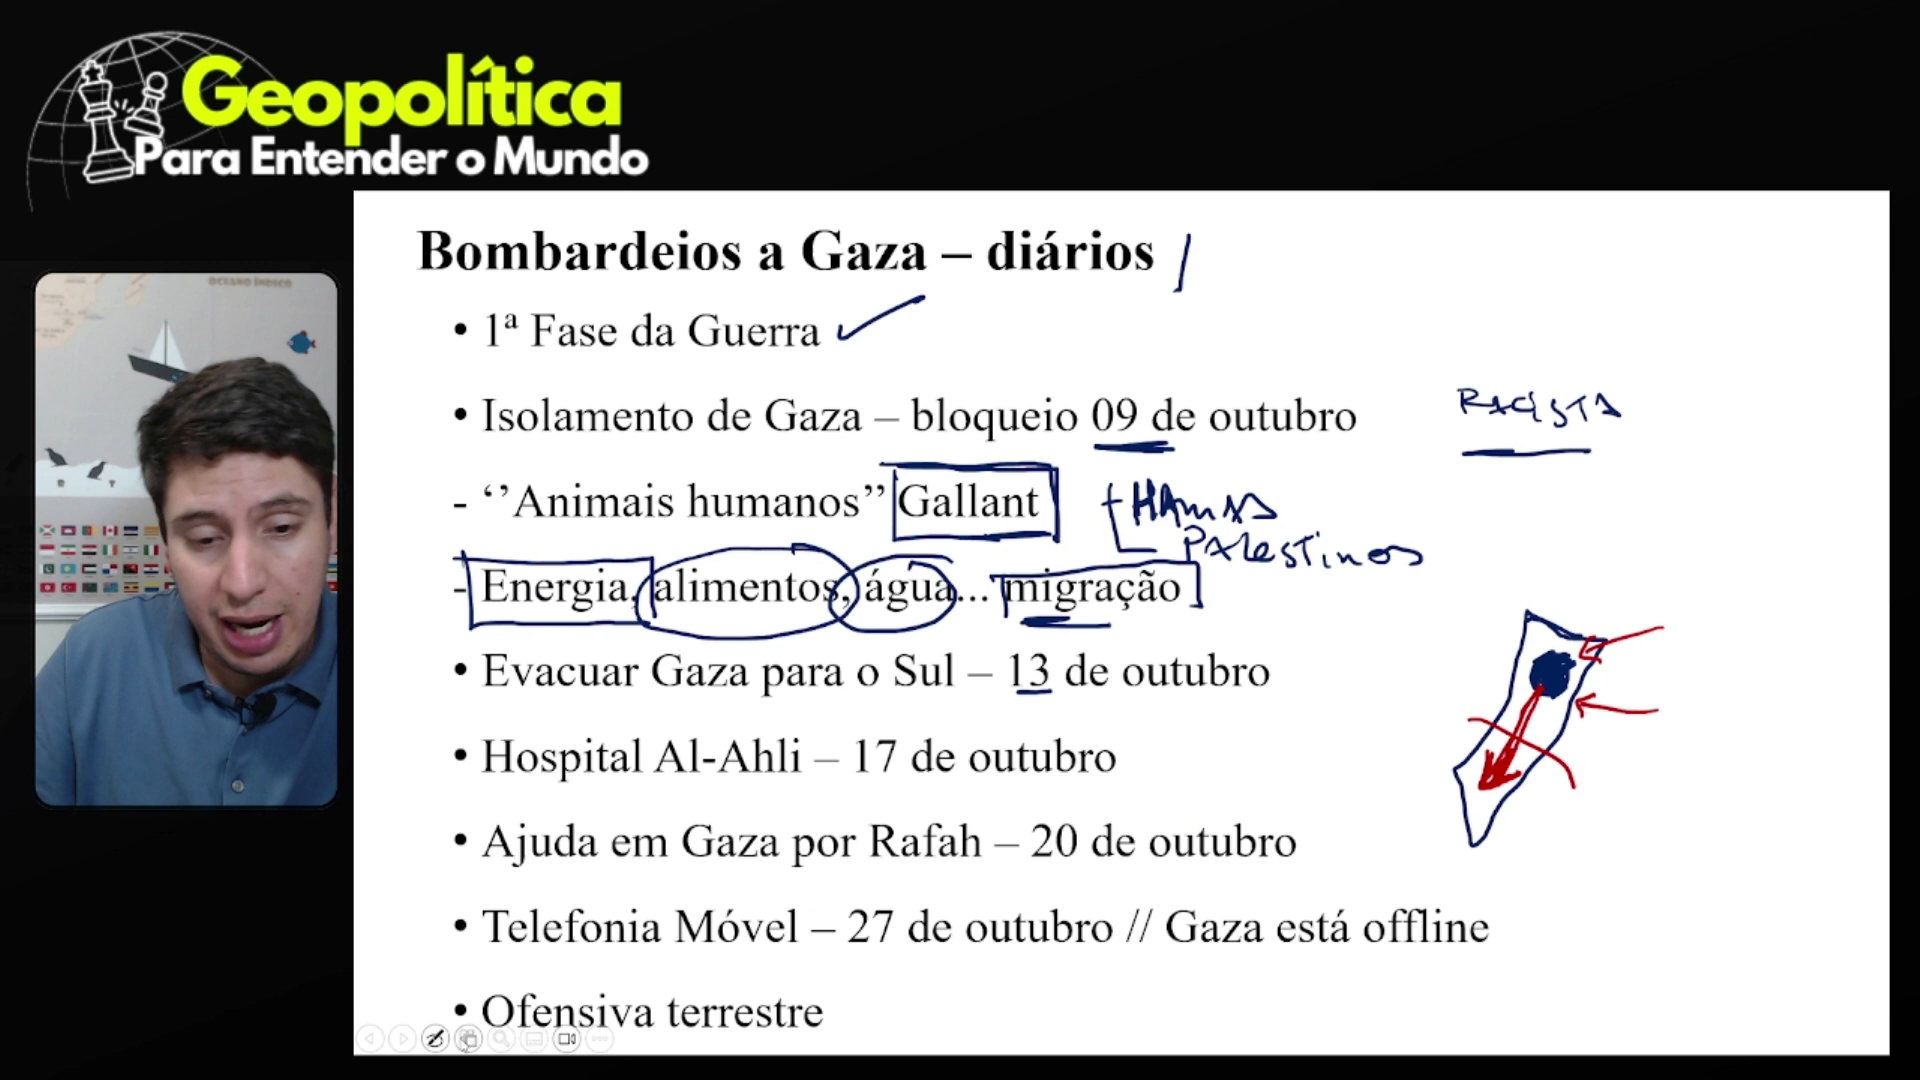 Geopolítica
Para Entender o Mundo
OCEANO ÍNDICO
Bombardeios a Gaza – diários
• 1ª Fase da Guerra
• Isolamento de Gaza – bloqueio 09 de outubro
RACISTA
- ‘’Animais humanos” Gallant
HAMAS
PALESTINOS
- Energia, alimentos, água... migração
• Evacuar Gaza para o Sul – 13 de outubro
• Hospital Al-Ahli – 17 de outubro
• Ajuda em Gaza por Rafah – 20 de outubro
• Telefonia Móvel – 27 de outubro // Gaza está offline
• Ofensiva terrestre